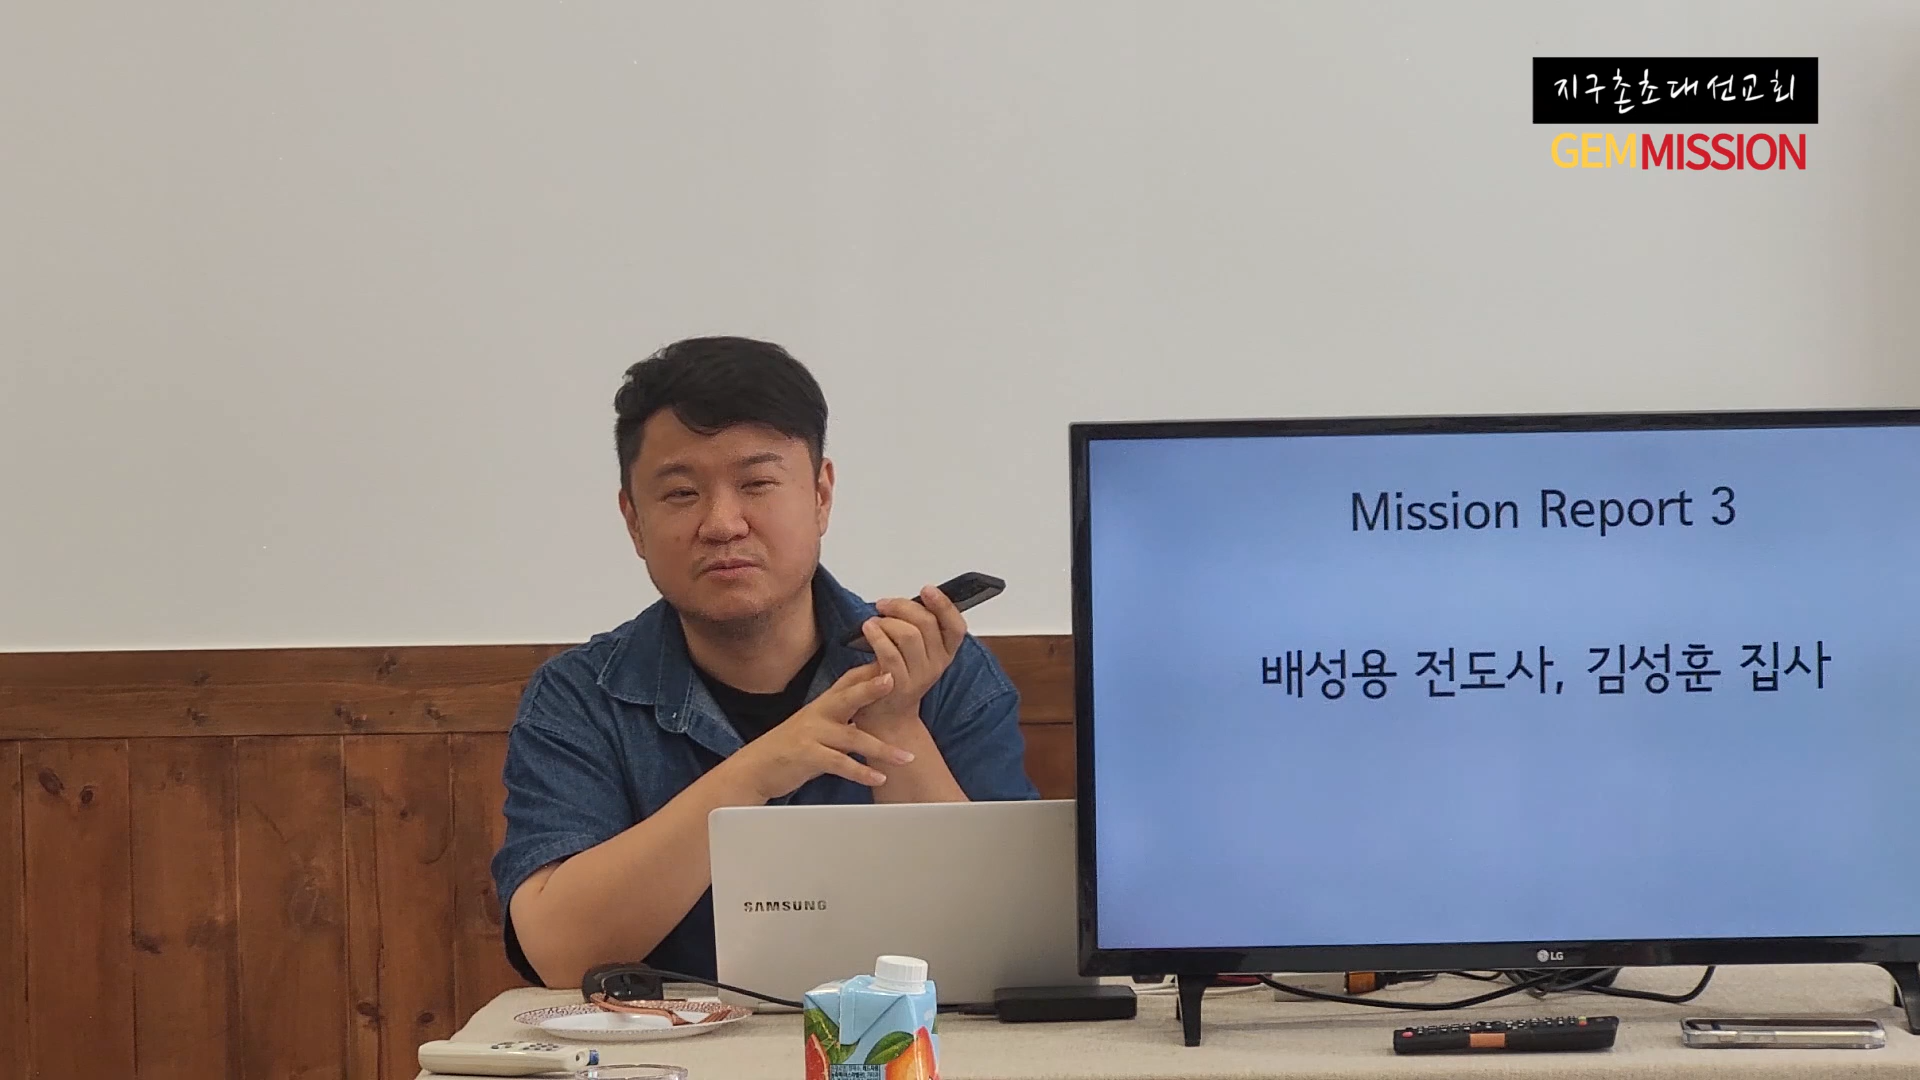 지구촌초대선교회
GEMMISSION
Mission Report 3
배성용 전도사, 김성훈 집사
SAMSUNG
LG